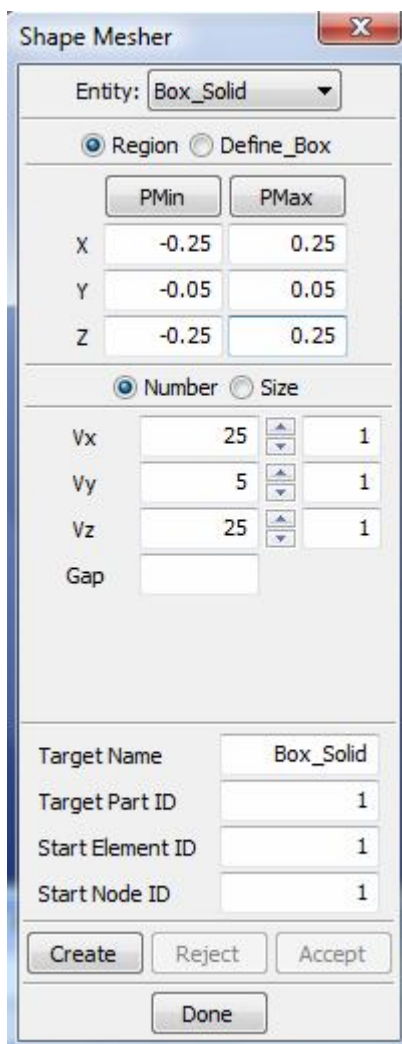 Shape Mesher
Entity: Box_Solid
Region Define_Box
PMin PMax
X -0.25 0.25
Y -0.05 0.05
Z -0.25 0.25
Number Size
Vx 25 1
Vy 5 1
Vz 25 1
Gap
Target Name Box_Solid
Target Part ID 1
Start Element ID 1
Start Node ID 1
Create Reject Accept
Done